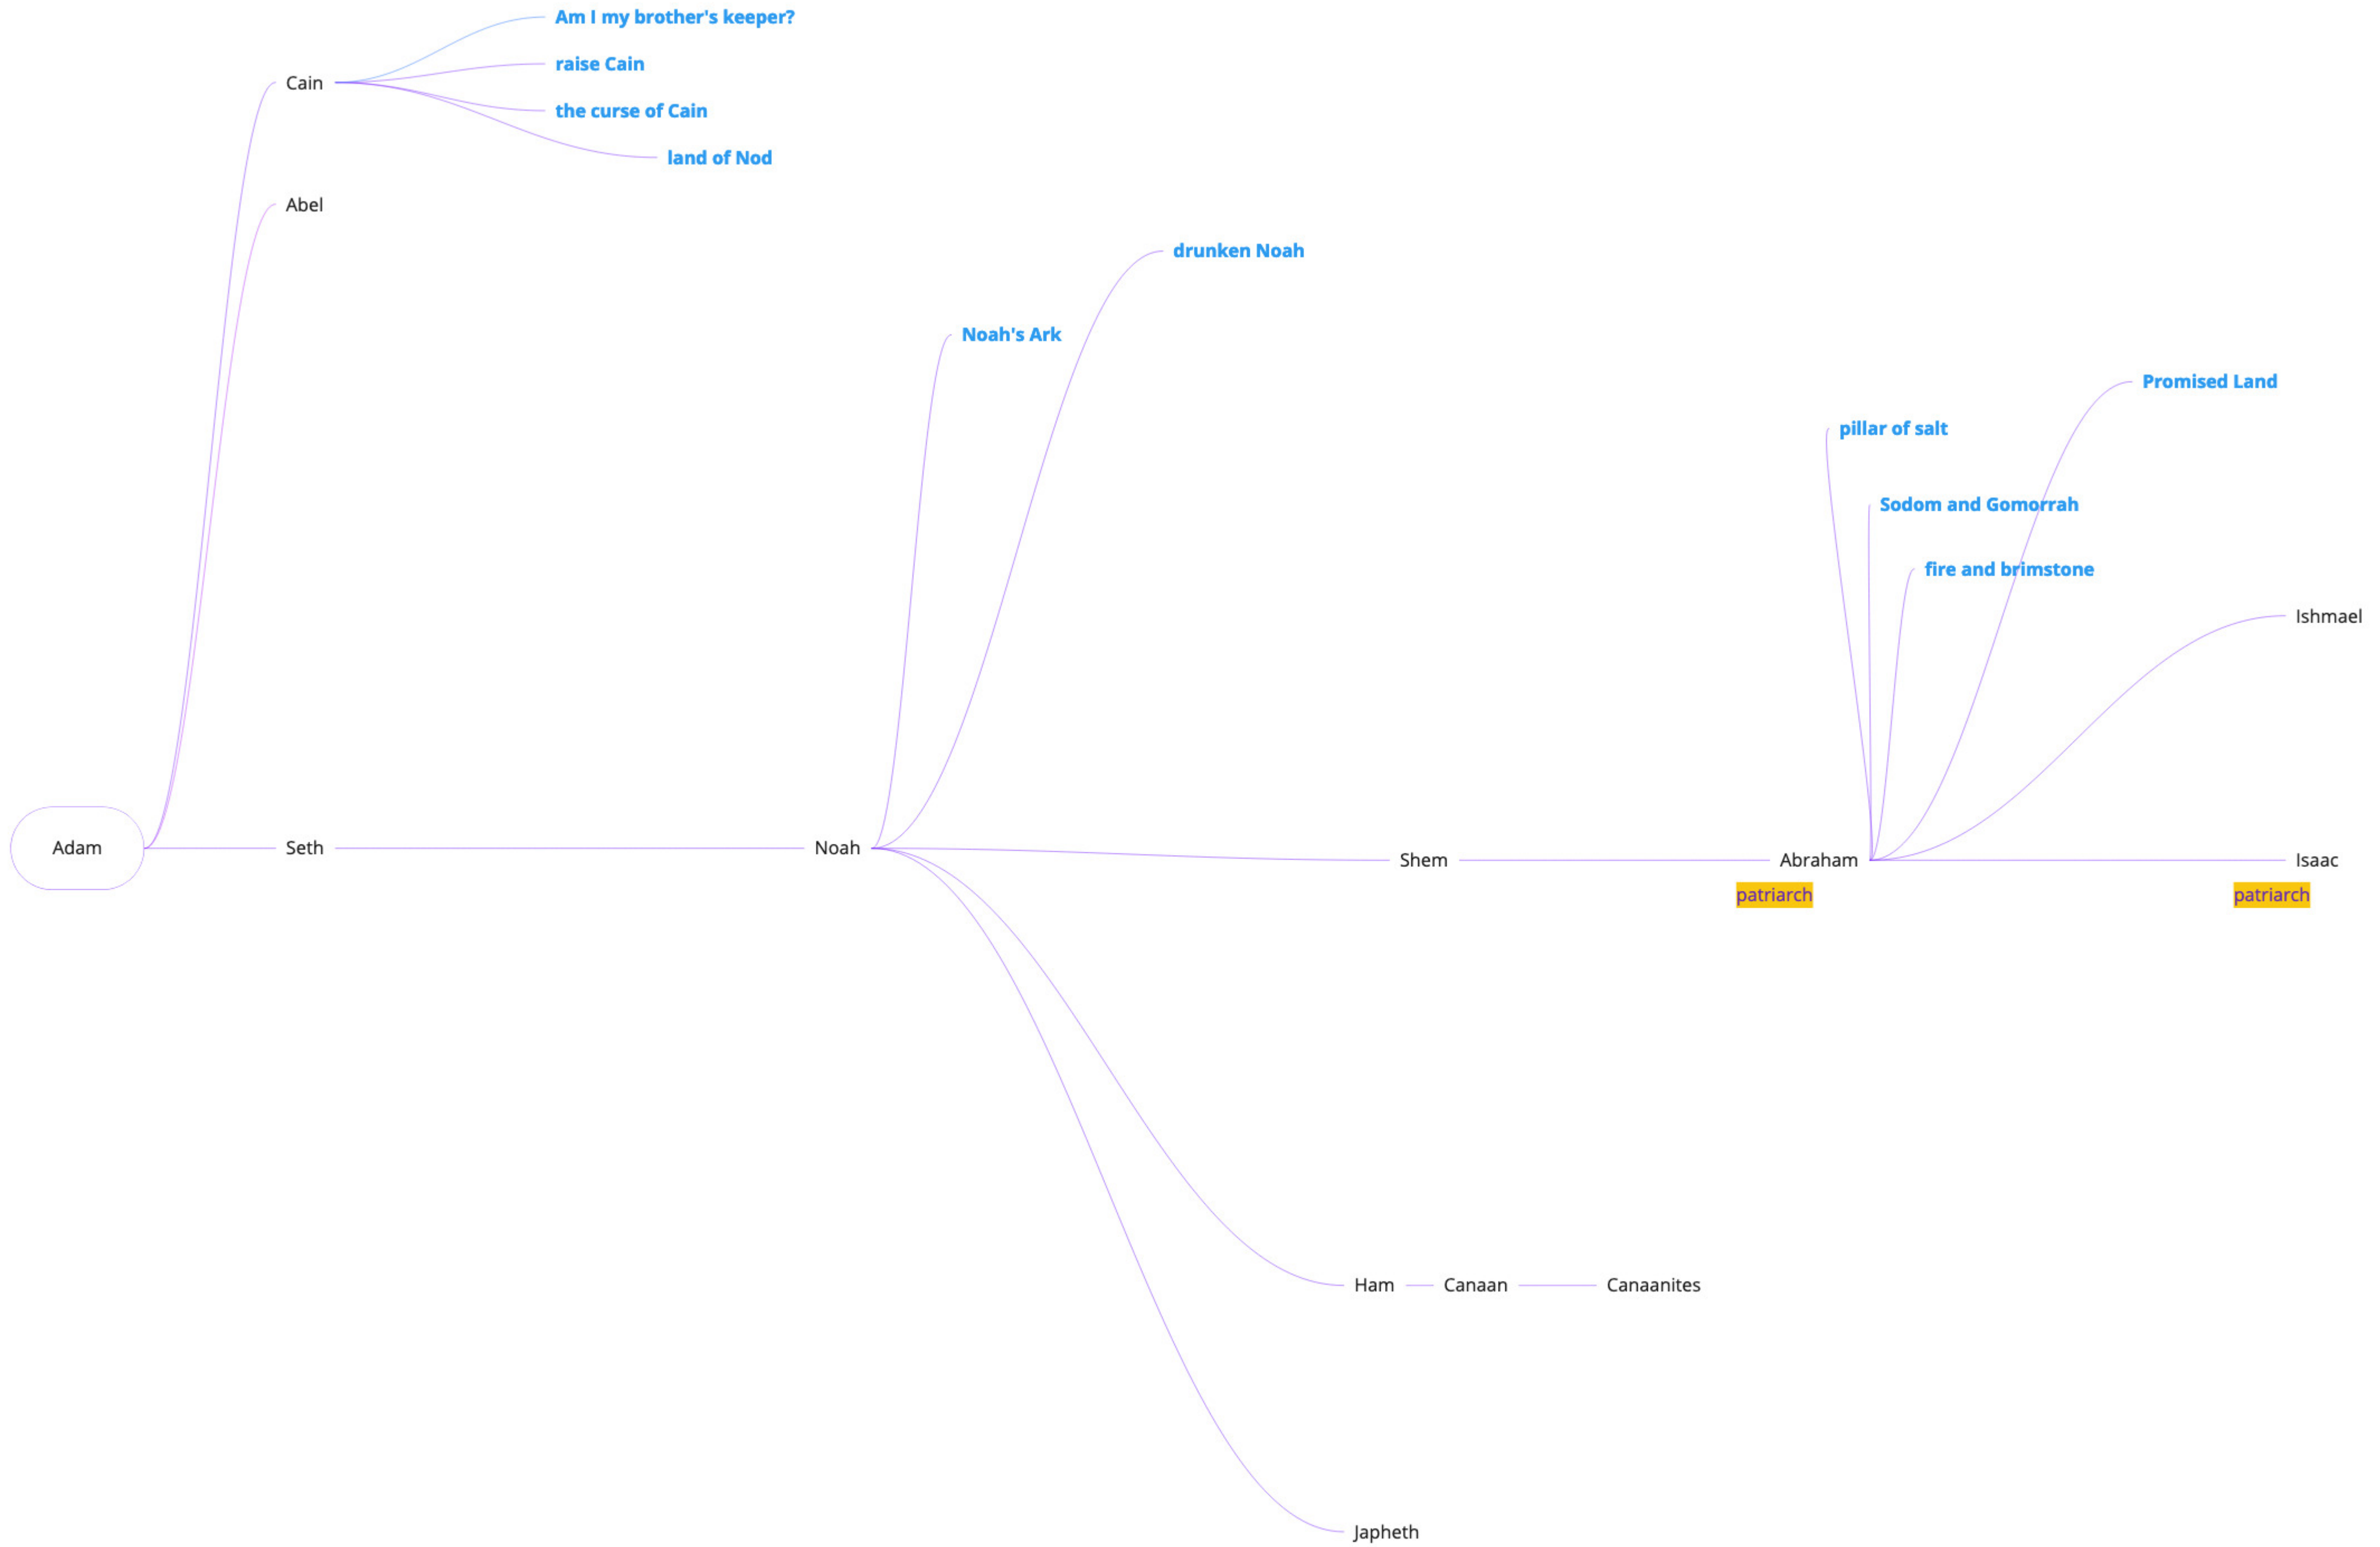 Am I my brother's keeper?
raise Cain
Cain
the curse of Cain
land of Nod
Abel
drunken Noah
Noah's Ark
Promised Land
pillar of salt
Sodom and Gomorrah
fire and brimstone
Ishmael
Adam
Seth
Noah
Shem
Abraham
Isaac
patriarch
patriarch
Ham
Canaan
Canaanites
Japheth